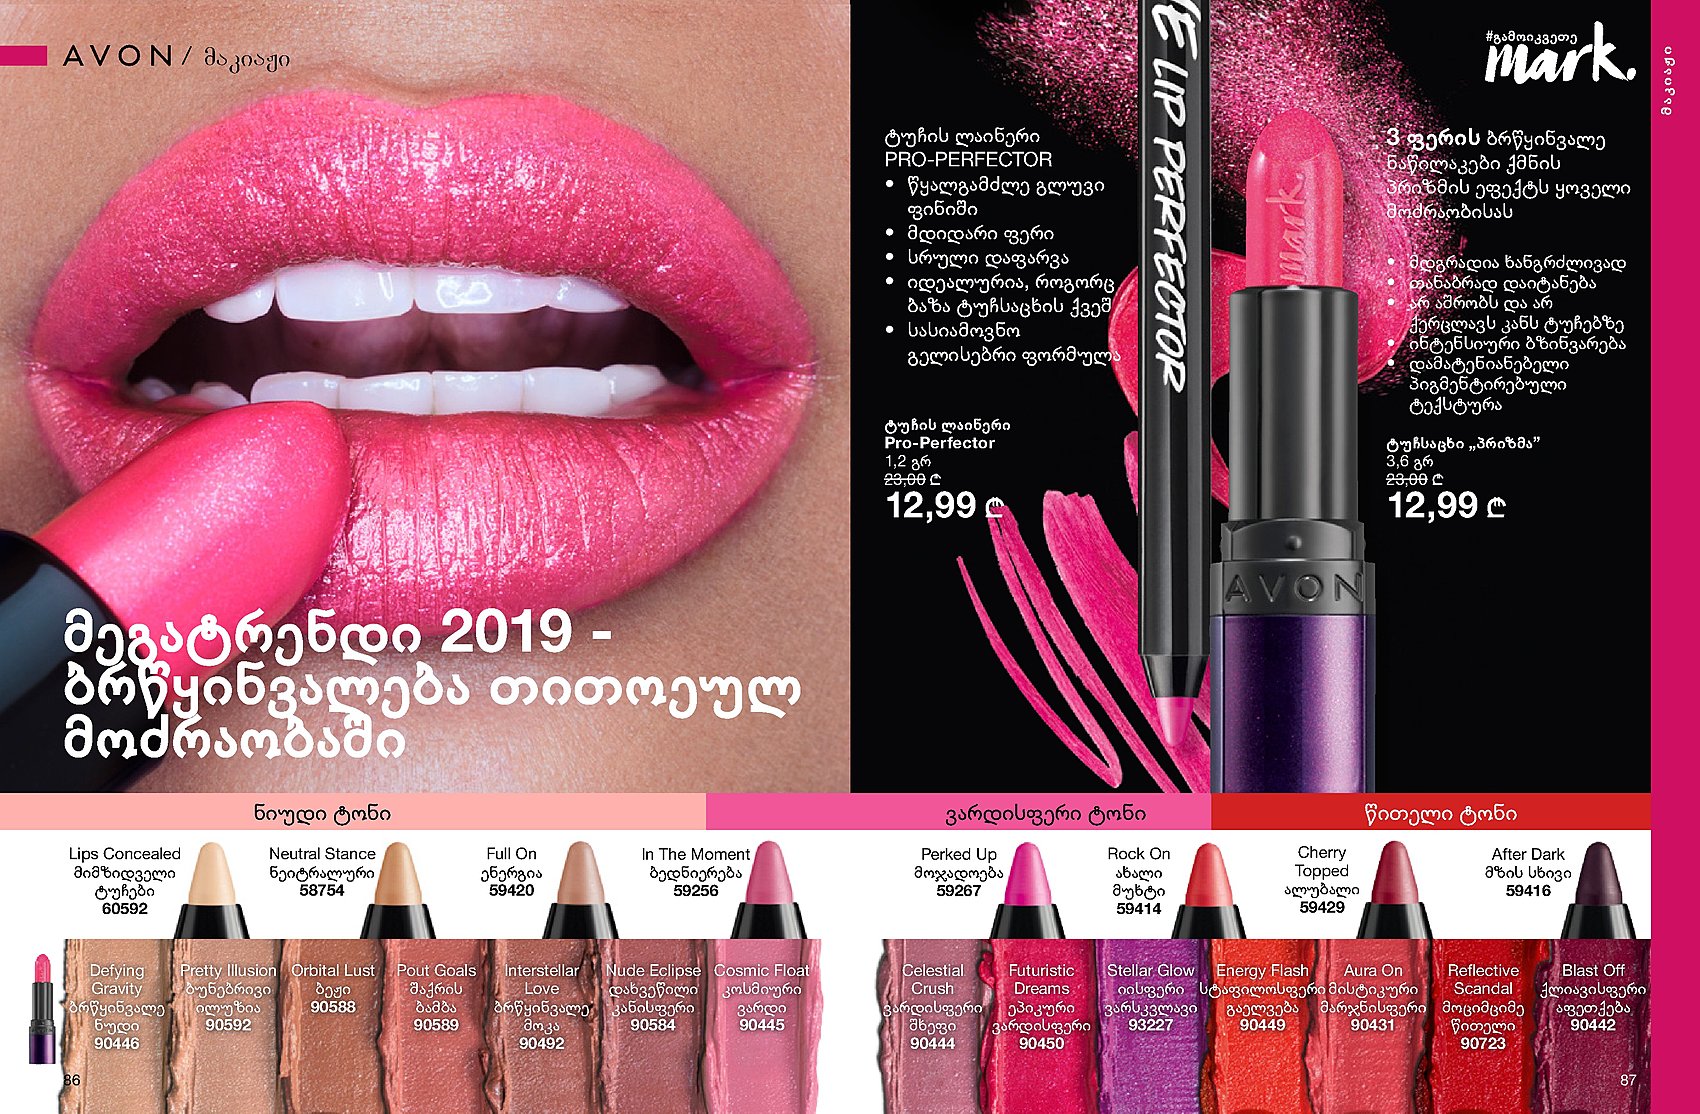 AVON / მაკიაჟი
მეგატრენდი 2019 -
ბრწყინვალება თითოეულ
მოძრაობაში
#გამოიკვეთე
mark.
მაკიაჟი
ტუჩის ლაინერი
PRO-PERFECTOR
• წყალგამძლე გლუვი
ფინიში
• მდიდარი ფერი
• სრული დაფარვა
• იდეალურია, როგორც
ბაზა ტუჩსაცხის ქვეშ
• სასიამოვნო
გელისებრი ფორმულა
ტუჩის ლაინერი
Pro-Perfector
1,2 გრ
23,00 ₾
12,99 ₾
LIP PERFECTOR
mark.
AVON
3 ფერის ბრწყინვალე
ნაწილაკები ქმნის
პრიზმის ეფექტს ყოველი
მოძრაობისას
• მდგრადია ხანგრძლივად
• თანაბრად დაიტანება
• არ აშრობს და არ
ქერცლავს კანს ტუჩებზე
• ინტენსიური ბზინვარება
• დამატენიანებელი
პიგმენტირებული
ტექსტურა
ტუჩსაცხი „პრიზმა”
3,6 გრ
23,00 ₾
12,99 ₾
ნიუდი ტონი
ვარდისფერი ტონი
წითელი ტონი
Lips Concealed
მიმზიდველი
ტუჩები
60592
Neutral Stance
ნეიტრალური
58754
Full On
ენერგია
59420
In The Moment
ბედნიერება
59256
Perked Up
მოჯადოება
59267
Rock On
ახალი
მუხტი
59414
Cherry
Topped
ალუბალი
59429
After Dark
მზის სხივი
59416
Defying
Gravity
ბრწყინვალე
ნუდი
90446
Pretty Illusion
ბუნებრივი
ილუზია
90592
Orbital Lust
ბეჟი
90588
Pout Goals
შაქრის
ბამბა
90589
Interstellar
Love
ბრწყინვალე
მოკა
90492
Nude Eclipse
დახვეწილი
კანისფერი
90584
Cosmic Float
კოსმიური
ვარდი
90445
Celestial
Crush
ვარდისფერი
შხეფი
90444
Futuristic
Dreams
ეპიკური
ვარდისფერი
90450
Stellar Glow
იისფერი
ვარსკვლავი
93227
Energy Flash
სტაფილოსფერი
გაელვება
90449
Aura On
მისტიკური
მარჯნისფერი
90431
Reflective
Scandal
მოციმციმე
წითელი
90723
Blast Off
ქლიავისფერი
აფეთქება
90442
86
87